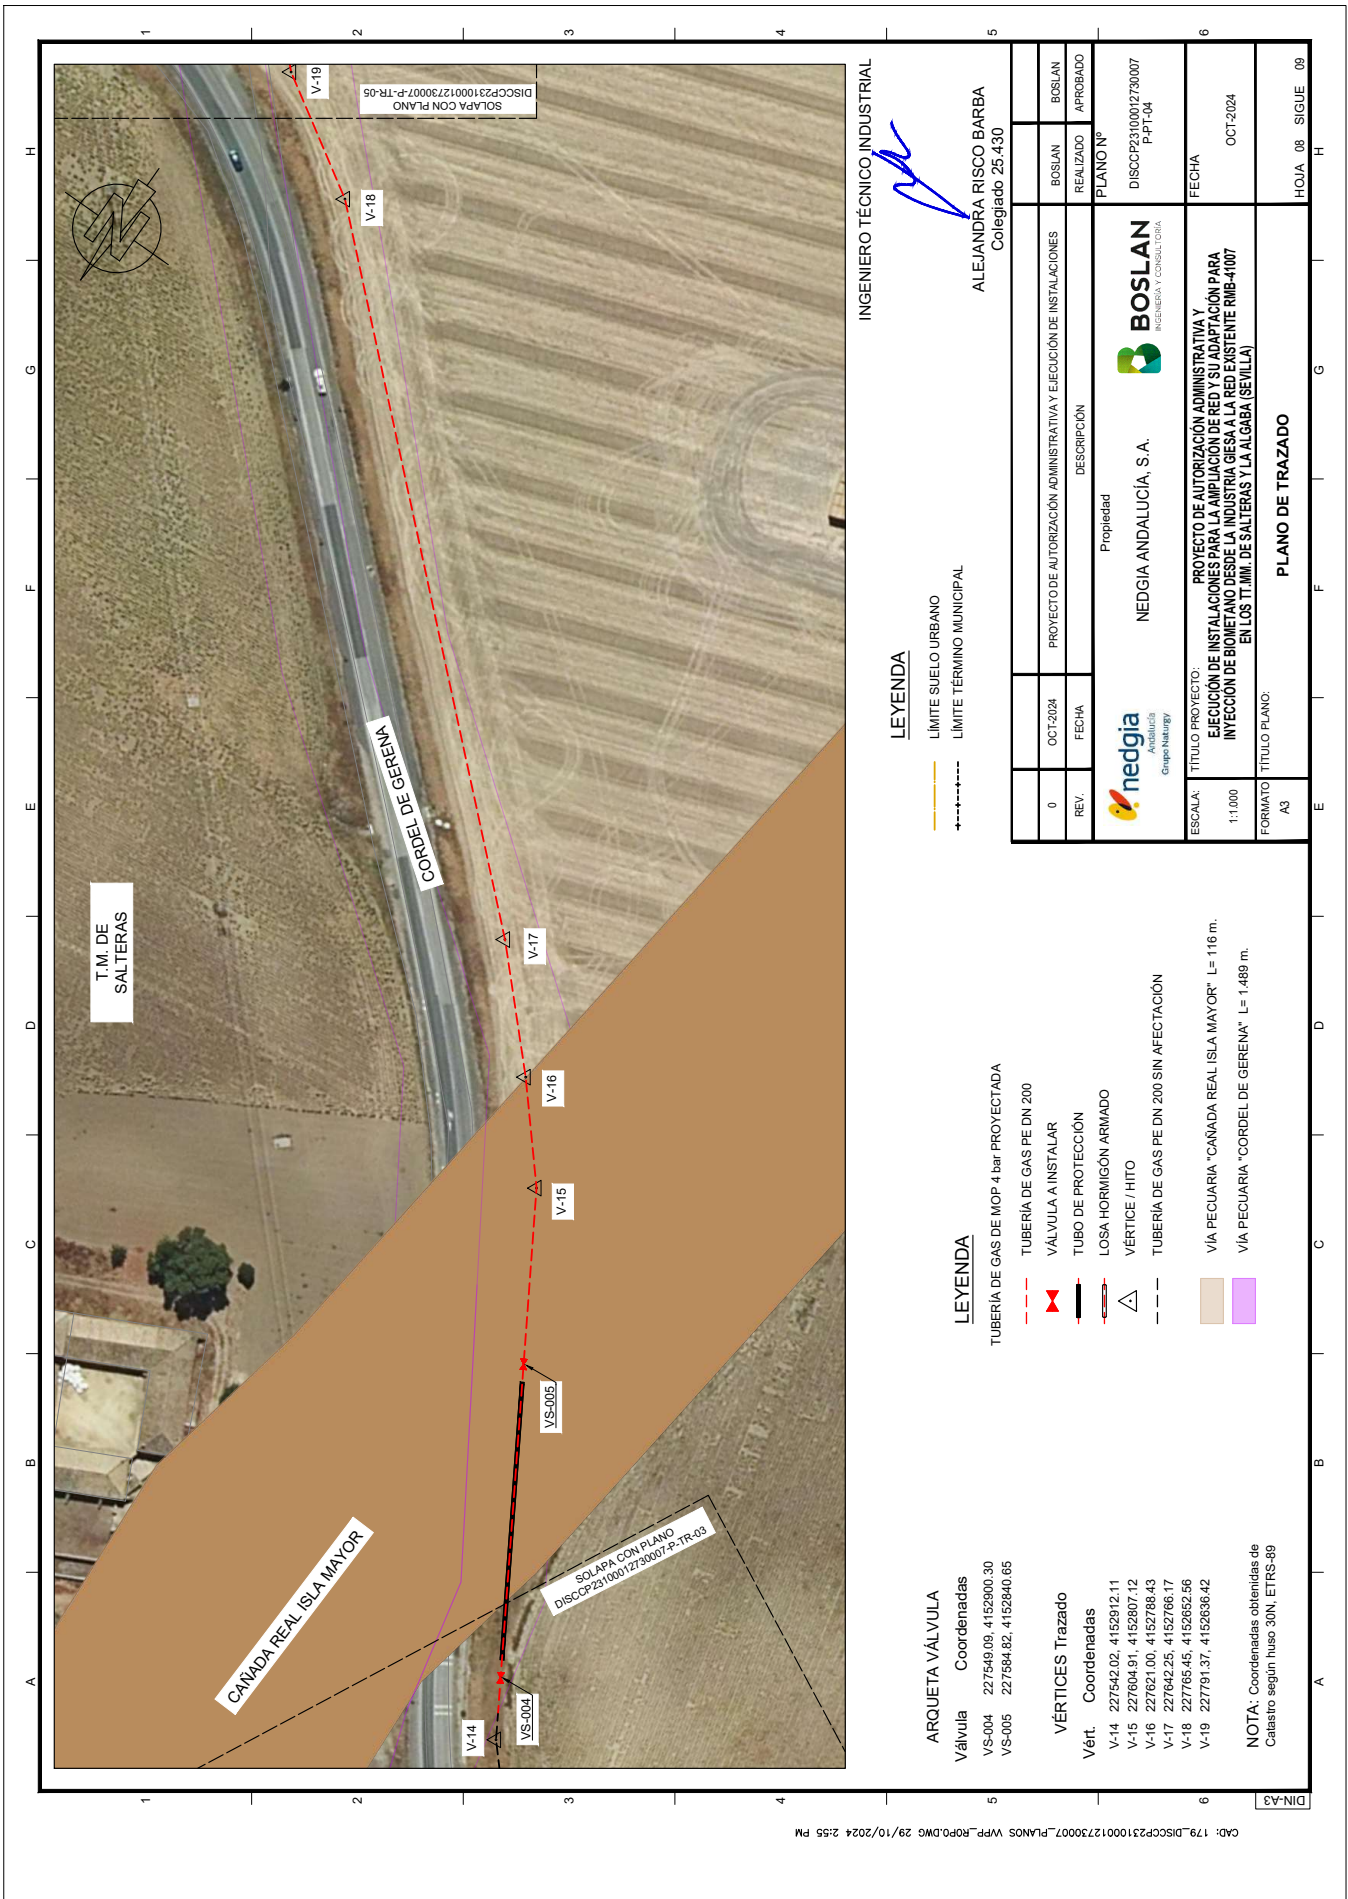 A B C D E F G H
1 2 3 4 5 6
T.M. DE
SALTERAS
CAÑADA REAL ISLA MAYOR
CORDEL DE GERENA
SOLAPA CON PLANO
DISCCP23100012730007-P-TR-03
SOLAPA CON PLANO
DISCCP23100012730007-P-TR-05
V-14
VS-004
VS-005
V-15
V-16
V-17
V-18
V-19
ARQUETA VÁLVULA
Válvula Coordenadas
VS-004 227549.09, 4152900.30
VS-005 227584.82, 4152840.65
VÉRTICES Trazado
Vért. Coordenadas
V-14 227542.02, 4152912.11
V-15 227604.91, 4152807.12
V-16 227621.00, 4152788.43
V-17 227642.25, 4152766.17
V-18 227765.45, 4152652.56
V-19 227791.37, 4152636.42
NOTA: Coordenadas obtenidas de
Catastro según huso 30N, ETRS-89
LEYENDA
TUBERÍA DE GAS DE MOP 4 bar PROYECTADA
TUBERÍA DE GAS PE DN 200
VÁLVULA A INSTALAR
TUBO DE PROTECCIÓN
LOSA HORMIGÓN ARMADO
VÉRTICE / HITO
TUBERÍA DE GAS PE DN 200 SIN AFECTACIÓN
VÍA PECUARIA "CAÑADA REAL ISLA MAYOR" L= 116 m.
VÍA PECUARIA "CORDEL DE GERENA" L= 1.489 m.
LEYENDA
LÍMITE SUELO URBANO
LÍMITE TÉRMINO MUNICIPAL
INGENIERO TÉCNICO INDUSTRIAL
ALEJANDRA RISCO BARBA
Colegiado 25.430
0 OCT-2024 PROYECTO DE AUTORIZACIÓN ADMINISTRATIVA Y EJECUCIÓN DE INSTALACIONES BOSLAN BOSLAN
REV. FECHA DESCRIPCIÓN REALIZADO APROBADO
nedgia
Andalucía
Grupo Naturgy
Propiedad
NEDGIA ANDALUCÍA, S.A.
BOSLAN
INGENIERÍA Y CONSULTORÍA
PLANO Nº
DISCCP23100012730007
P-PT-04
ESCALA:
1:1.000
TÍTULO PROYECTO:
PROYECTO DE AUTORIZACIÓN ADMINISTRATIVA Y
EJECUCIÓN DE INSTALACIONES PARA LA AMPLIACIÓN DE RED Y SU ADAPTACIÓN PARA
INYECCIÓN DE BIOMETANO DESDE LA INDUSTRIA GIESA A LA RED EXISTENTE RMB-41007
EN LOS TT.MM. DE SALTERAS Y LA ALGABA (SEVILLA)
FECHA
OCT-2024
FORMATO
A3
TÍTULO PLANO:
PLANO DE TRAZADO
HOJA 08 SIGUE 09
A B C D E F G H
1 2 3 4 5 6
DIN-A3
CAD: 179_DISCCP23100012730007_PLANOS VVPP_R0P0.DWG 29/10/2024 2:55 PM